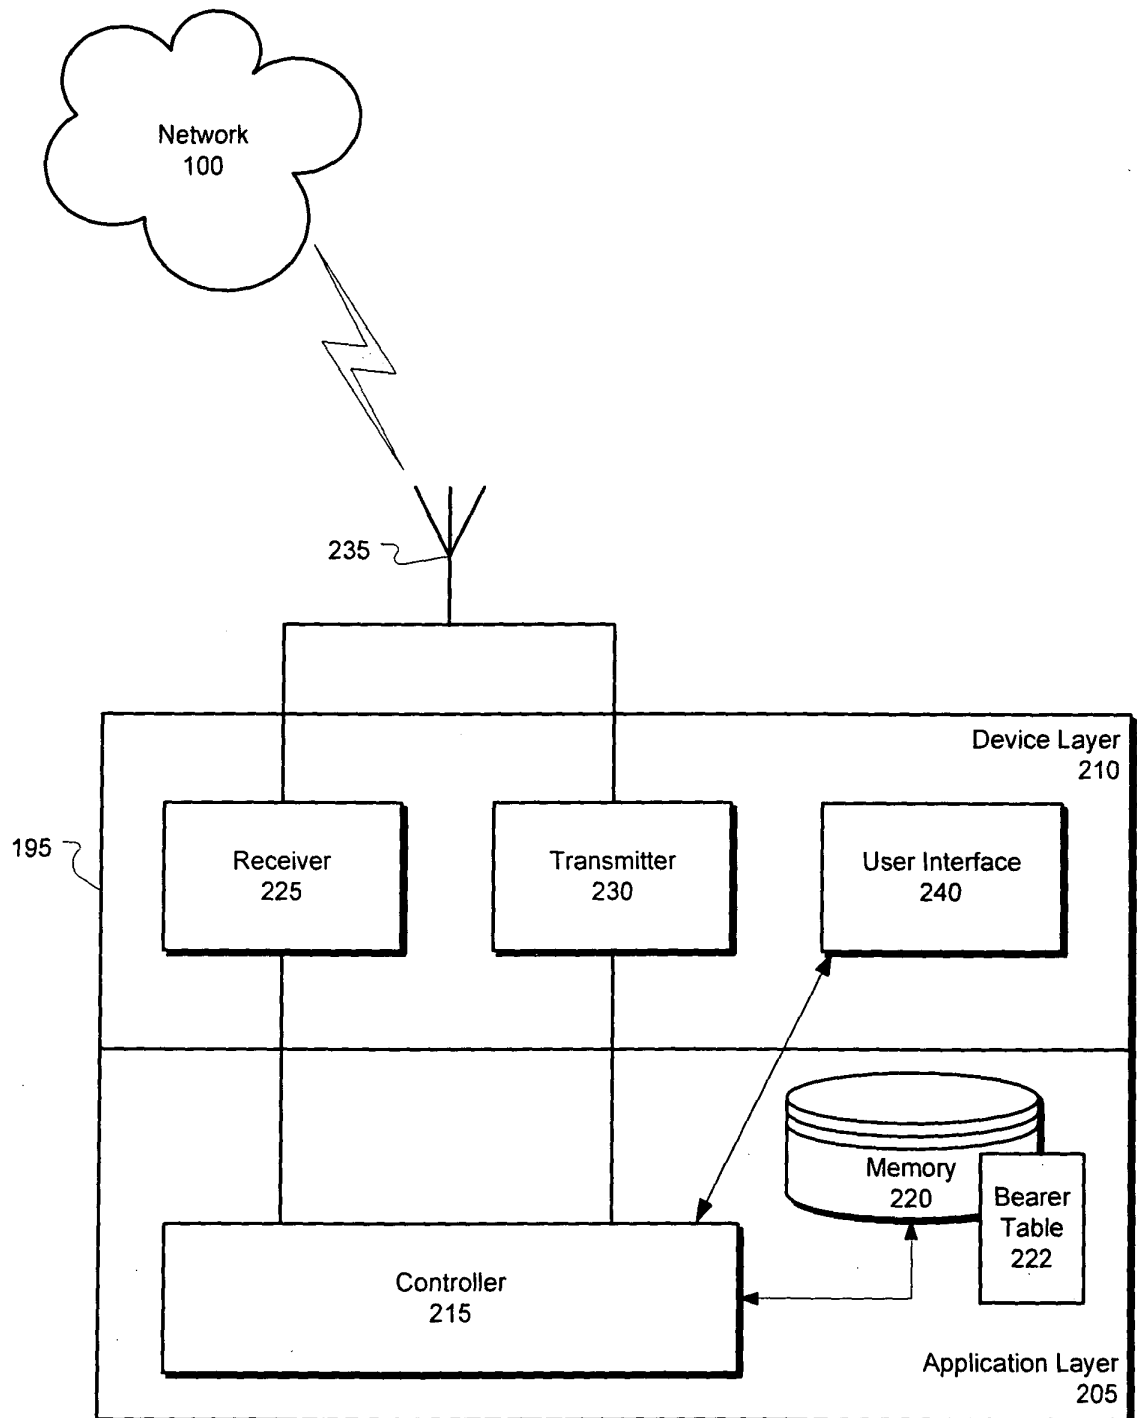 Network
100
235
Device Layer
210
195
Receiver
225
Transmitter
230
User Interface
240
Memory
220
Bearer
Table
222
Controller
215
Application Layer
205